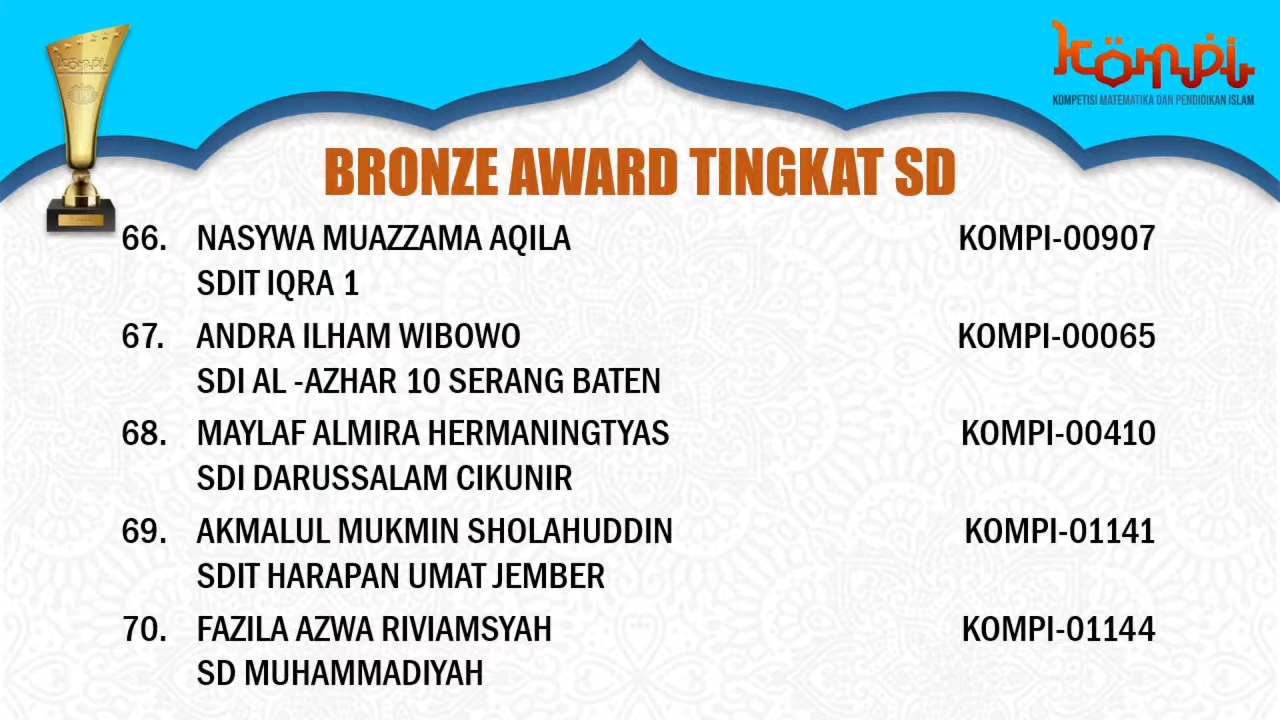 kompi
KOMPETISI MATEMATIKA DAN PENDIDIKAN ISLAM
BRONZE AWARD TINGKAT SD
66. NASYWA MUAZZAMA AQILA KOMPI-00907
SDIT IQRA 1
67. ANDRA ILHAM WIBOWO KOMPI-00065
SDI AL -AZHAR 10 SERANG BATEN
68. MAYLAF ALMIRA HERMANINGTYAS KOMPI-00410
SDI DARUSSALAM CIKUNIR
69. AKMALUL MUKMIN SHOLAHUDDIN KOMPI-01141
SDIT HARAPAN UMAT JEMBER
70. FAZILA AZWA RIVIAMSYAH KOMPI-01144
SD MUHAMMADIYAH